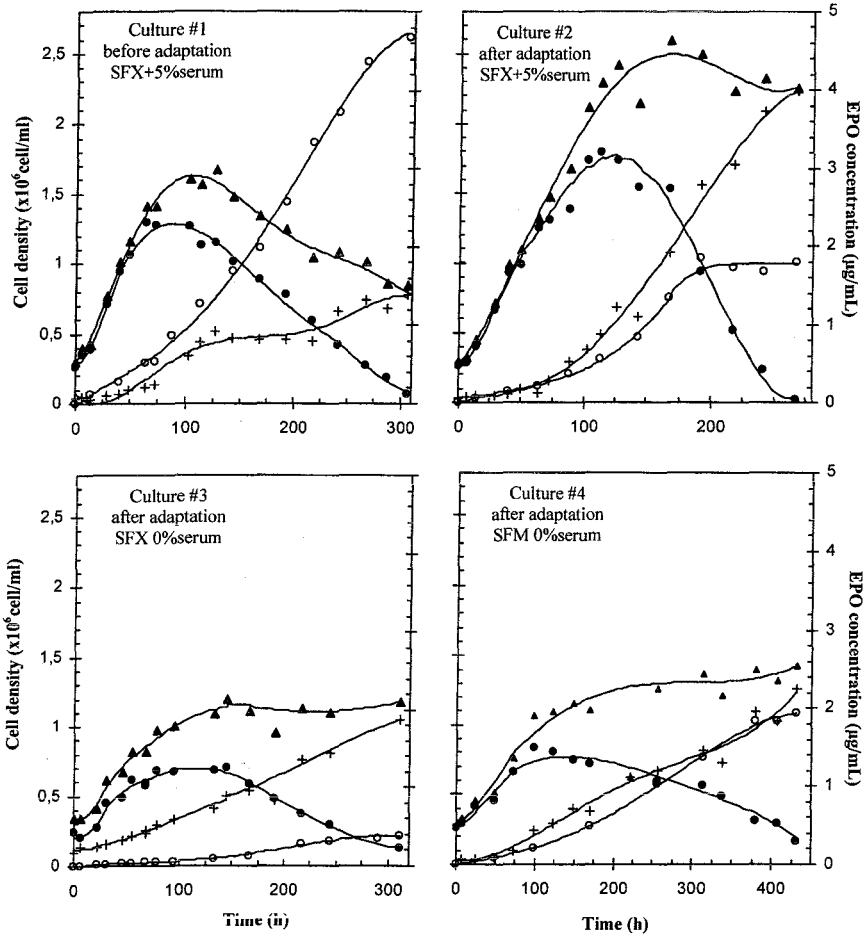 Culture #1
before adaptation
SFX+5%serum
Culture #2
after adaptation
SFX+5%serum
Cell density (x10⁶cell/ml)
2,5
2
1,5
1
0,5
0
0 100 200 300
5
4
3
2
1
0
0 100 200
EPO concentration (µg/mL)
Culture #3
after adaptation
SFX 0%serum
Culture #4
after adaptation
SFM 0%serum
Cell density (x10⁶cell/ml)
2,5
2
1,5
1
0,5
0
0 100 200 300
Time (h)
5
4
3
2
1
0
0 100 200 300 400
Time (h)
EPO concentration (µg/mL)